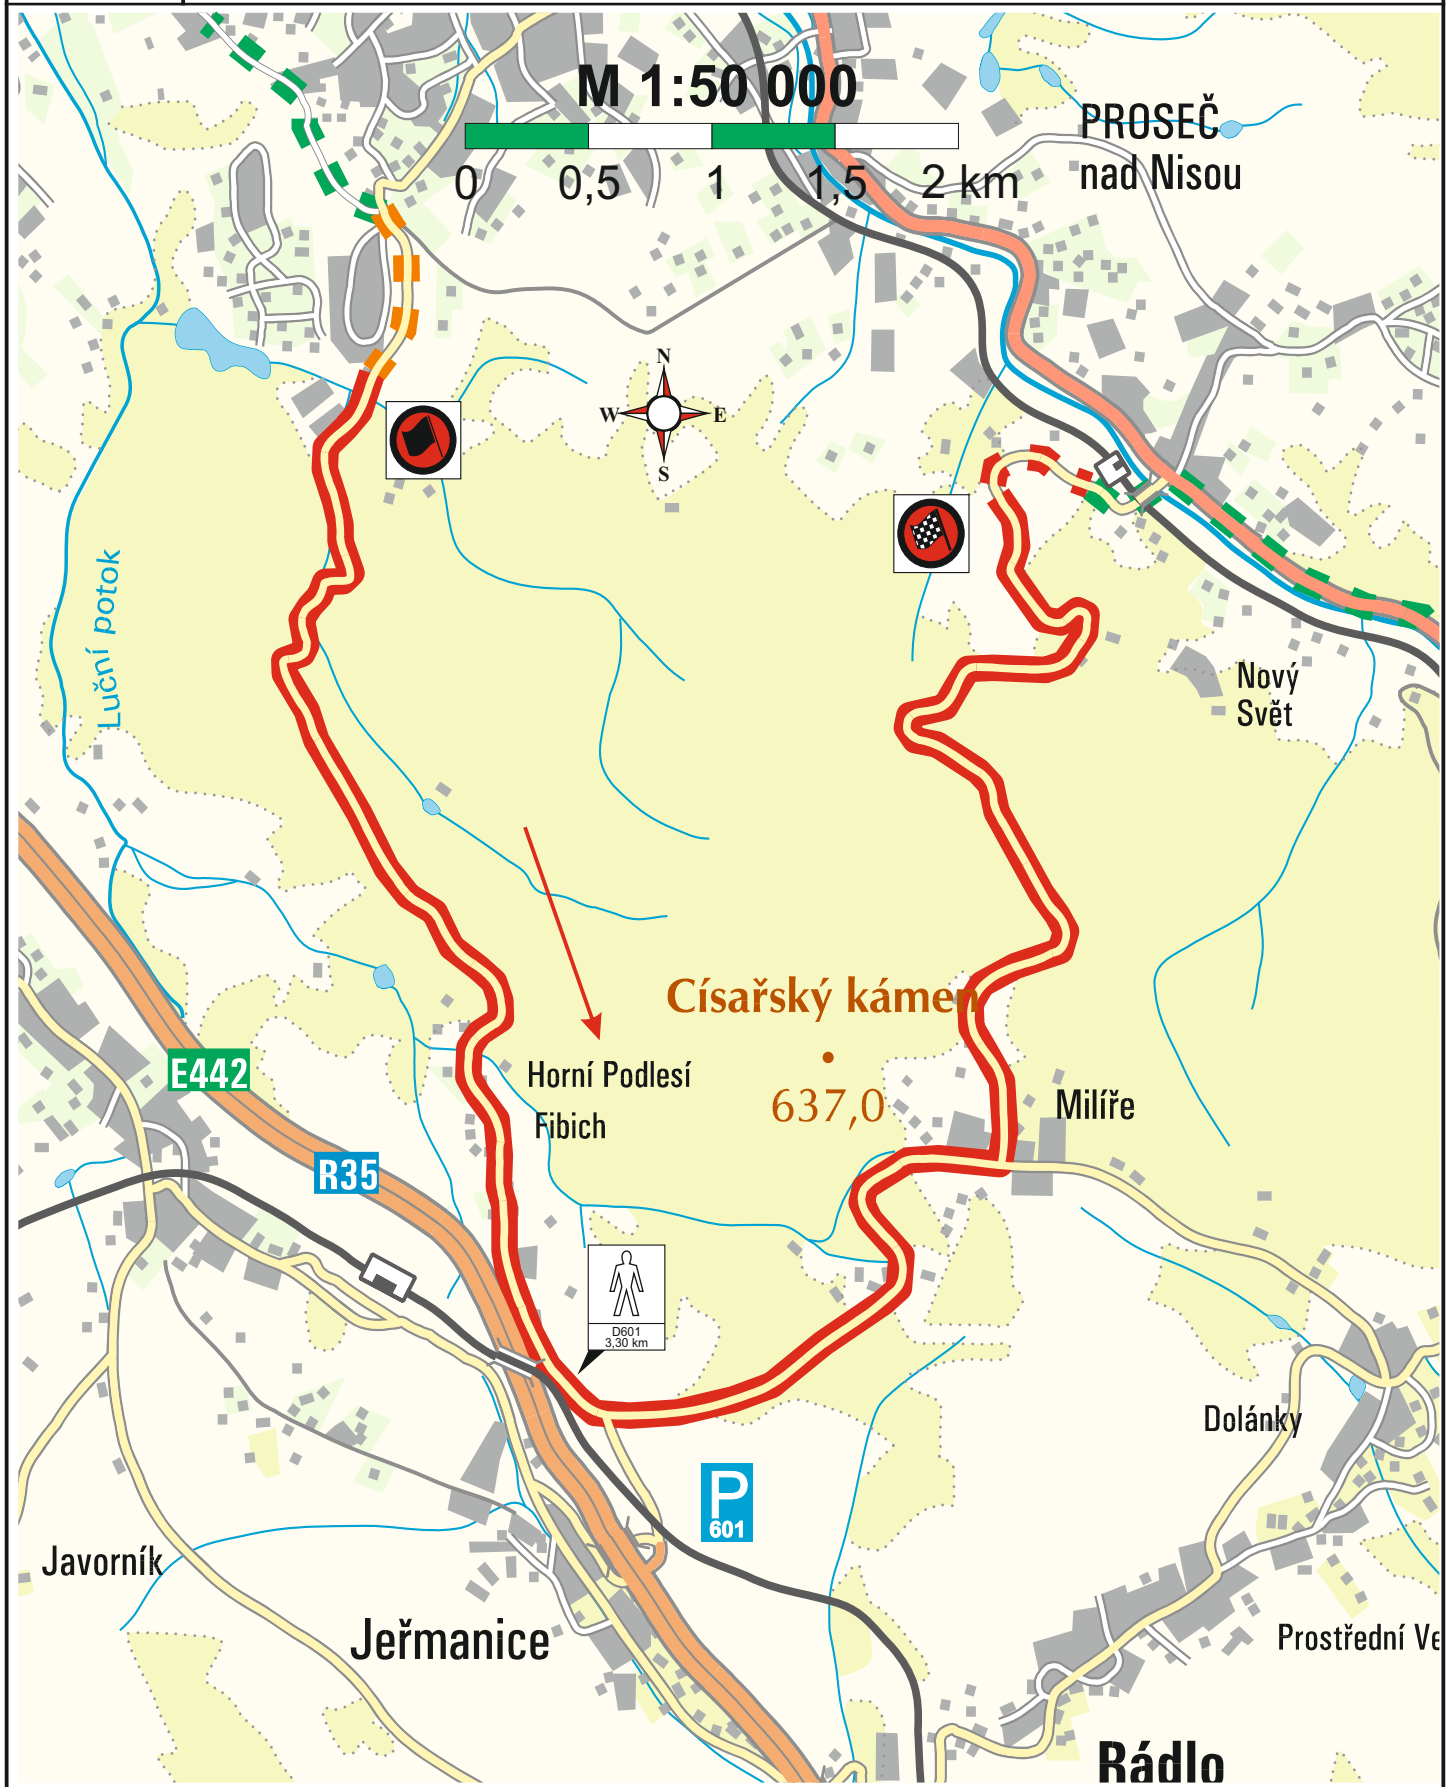 M 1:50 000
0 0,5 1 1,5 2 km
PROSEČ
nad Nisou
N
W E
S
Luční potok
Nový
Svět
Císařský kámen
637,0
Horní Podlesí
Fibich
Milíře
E442
R35
D601
3,30 km
Dolánky
P
601
Javorník
Jeřmanice
Prostřední Ve
Rádlo